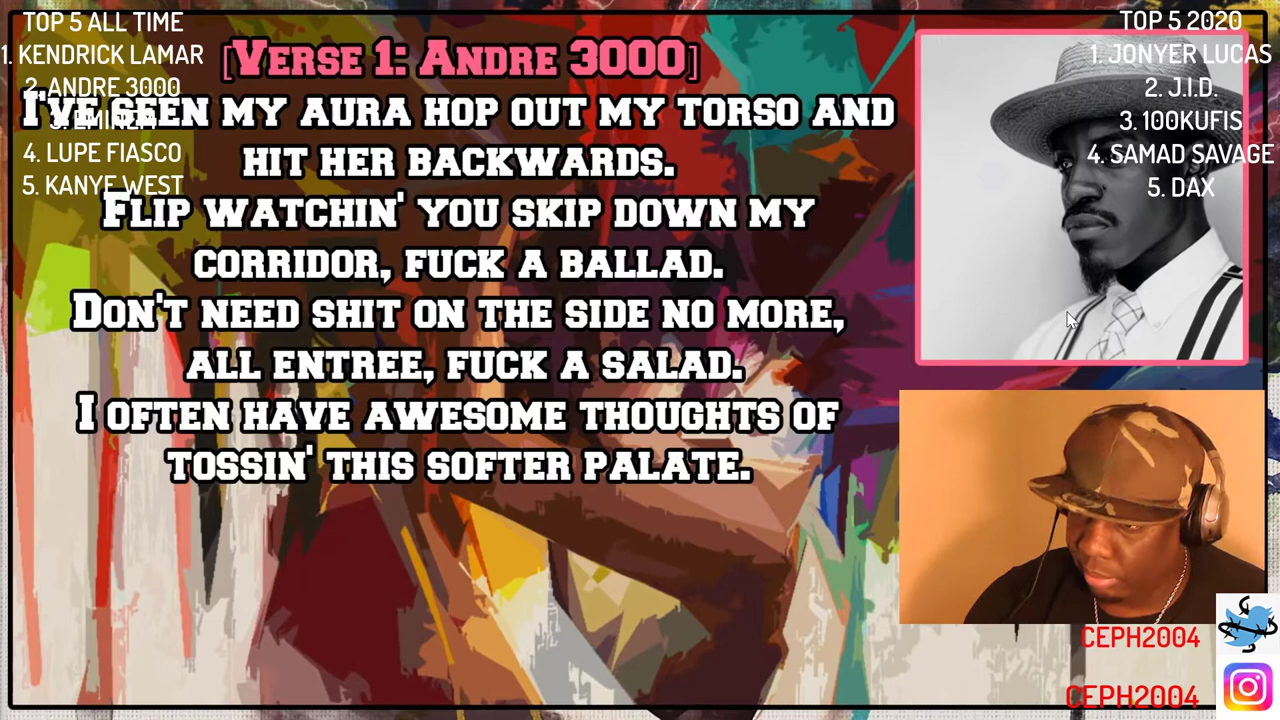 TOP 5 ALL TIME
1. KENDRICK LAMAR
2. ANDRE 3000
3. EMINEM
4. LUPE FIASCO
5. KANYE WEST
[VERSE 1: ANDRE 3000]
I'VE SEEN MY AURA HOP OUT MY TORSO AND
HIT HER BACKWARDS.
FLIP WATCHIN' YOU SKIP DOWN MY
CORRIDOR, FUCK A BALLAD.
DON'T NEED SHIT ON THE SIDE NO MORE,
ALL ENTREE, FUCK A SALAD.
I OFTEN HAVE AWESOME THOUGHTS OF
TOSSIN' THIS SOFTER PALATE.
TOP 5 2020
1. JONYER LUCAS
2. J.I.D.
3. 100KUFIS
4. SAMAD SAVAGE
5. DAX
CEPH2004
CEPH2004